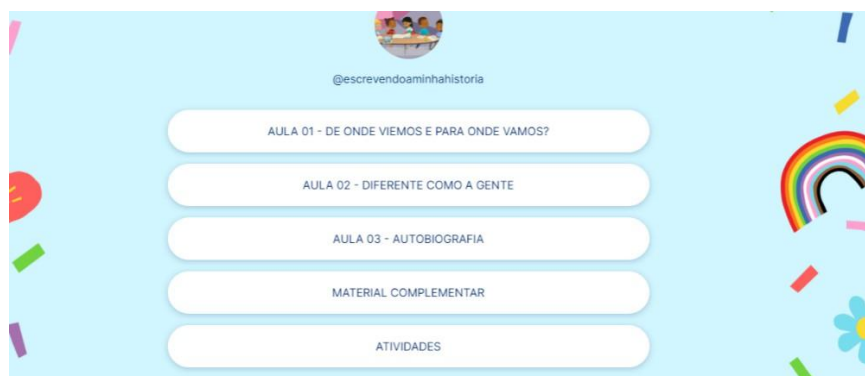 @escrevendoaminhahistoria
AULA 01 - DE ONDE VIEMOS E PARA ONDE VAMOS?
AULA 02 - DIFERENTE COMO A GENTE
AULA 03 - AUTOBIOGRAFIA
MATERIAL COMPLEMENTAR
ATIVIDADES